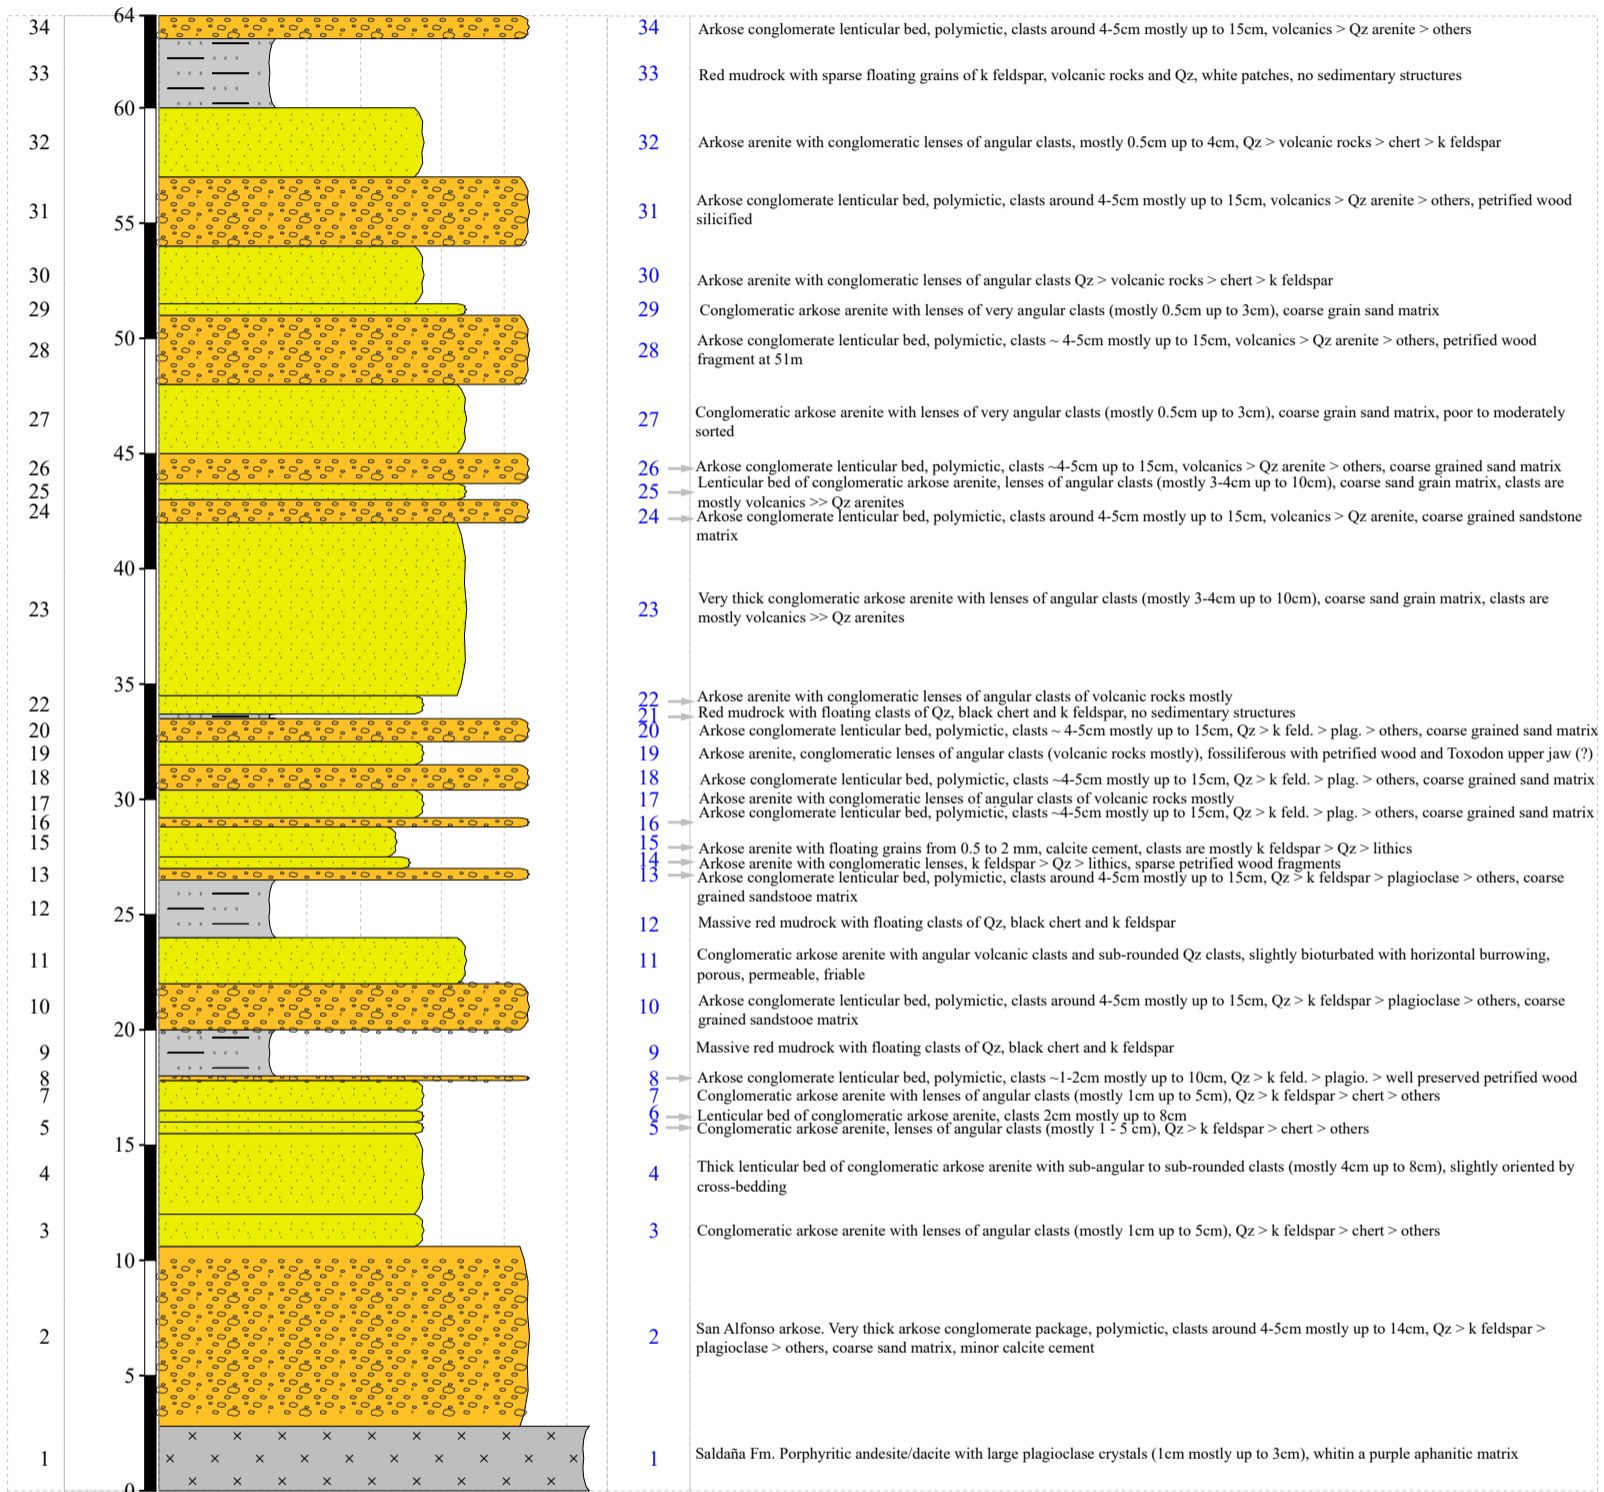 64
34
34
Arkose conglomerate lenticular bed, polymictic, clasts around 4-5cm mostly up to 15cm, volcanics > Qz arenite > others
33
33
Red mudrock with sparse floating grains of k feldspar, volcanic rocks and Qz, white patches, no sedimentary structures
60
32
32
Arkose arenite with conglomeratic lenses of angular clasts, mostly 0.5cm up to 4cm, Qz > volcanic rocks > chert > k feldspar
31
31
Arkose conglomerate lenticular bed, polymictic, clasts around 4-5cm mostly up to 15cm, volcanics > Qz arenite > others, petrified wood
silicified
55
30
30
Arkose arenite with conglomeratic lenses of angular clasts Qz > volcanic rocks > chert > k feldspar
29
29
Conglomeratic arkose arenite with lenses of very angular clasts (mostly 0.5cm up to 3cm), coarse grain sand matrix
50
28
28
Arkose conglomerate lenticular bed, polymictic, clasts ~ 4-5cm mostly up to 15cm, volcanics > Qz arenite > others, petrified wood
fragment at 51m
27
27
Conglomeratic arkose arenite with lenses of very angular clasts (mostly 0.5cm up to 3cm), coarse grain sand matrix, poor to moderately
sorted
45
26
26
Arkose conglomerate lenticular bed, polymictic, clasts ~4-5cm up to 15cm, volcanics > Qz arenite > others, coarse grained sand matrix
25
25
Lenticular bed of conglomeratic arkose arenite, lenses of angular clasts (mostly 3-4cm up to 10cm), coarse sand grain matrix, clasts are
mostly volcanics >> Qz arenites
24
24
Arkose conglomerate lenticular bed, polymictic, clasts around 4-5cm mostly up to 15cm, volcanics > Qz arenite, coarse grained sandstone
matrix
40
23
23
Very thick conglomeratic arkose arenite with lenses of angular clasts (mostly 3-4cm up to 10cm), coarse sand grain matrix, clasts are
mostly volcanics >> Qz arenites
35
22
22
Arkose arenite with conglomeratic lenses of angular clasts of volcanic rocks mostly
21
Red mudrock with floating clasts of Qz, black chert and k feldspar, no sedimentary structures
20
20
Arkose conglomerate lenticular bed, polymictic, clasts ~ 4-5cm mostly up to 15cm, Qz > k feld. > plag. > others, coarse grained sand matrix
19
19
Arkose arenite, conglomeratic lenses of angular clasts (volcanic rocks mostly), fossiliferous with petrified wood and Toxodon upper jaw (?)
18
18
Arkose conglomerate lenticular bed, polymictic, clasts ~4-5cm mostly up to 15cm, Qz > k feld. > plag. > others, coarse grained sand matrix
30
17
17
Arkose arenite with conglomeratic lenses of angular clasts of volcanic rocks mostly
16
16
Arkose conglomerate lenticular bed, polymictic, clasts ~4-5cm mostly up to 15cm, Qz > k feld. > plag. > others, coarse grained sand matrix
15
15
Arkose arenite with floating grains from 0.5 to 2 mm, calcite cement, clasts are mostly k feldspar > Qz > lithics
14
14
Arkose arenite with conglomeratic lenses, k feldspar > Qz > lithics, sparse petrified wood fragments
13
13
Arkose conglomerate lenticular bed, polymictic, clasts around 4-5cm mostly up to 15cm, Qz > k feldspar > plagioclase > others, coarse
grained sandstooe matrix
25
12
12
Massive red mudrock with floating clasts of Qz, black chert and k feldspar
11
11
Conglomeratic arkose arenite with angular volcanic clasts and sub-rounded Qz clasts, slightly bioturbated with horizontal burrowing,
porous, permeable, friable
10
10
Arkose conglomerate lenticular bed, polymictic, clasts around 4-5cm mostly up to 15cm, Qz > k feldspar > plagioclase > others, coarse
grained sandstooe matrix
20
9
9
Massive red mudrock with floating clasts of Qz, black chert and k feldspar
8
8
Arkose conglomerate lenticular bed, polymictic, clasts ~1-2cm mostly up to 10cm, Qz > k feld. > plagio. > well preserved petrified wood
7
7
Conglomeratic arkose arenite with lenses of angular clasts (mostly 1cm up to 5cm), Qz > k feldspar > chert > others
6
Lenticular bed of conglomeratic arkose arenite, clasts 2cm mostly up to 8cm
5
5
Conglomeratic arkose arenite, lenses of angular clasts (mostly 1 - 5 cm), Qz > k feldspar > chert > others
15
4
4
Thick lenticular bed of conglomeratic arkose arenite with sub-angular to sub-rounded clasts (mostly 4cm up to 8cm), slightly oriented by
cross-bedding
3
3
Conglomeratic arkose arenite with lenses of angular clasts (mostly 1cm up to 5cm), Qz > k feldspar > chert > others
10
2
2
San Alfonso arkose. Very thick arkose conglomerate package, polymictic, clasts around 4-5cm mostly up to 14cm, Qz > k feldspar >
plagioclase > others, coarse sand matrix, minor calcite cement
5
1
1
Saldaña Fm. Porphyritic andesite/dacite with large plagioclase crystals (1cm mostly up to 3cm), whitin a purple aphanitic matrix
0